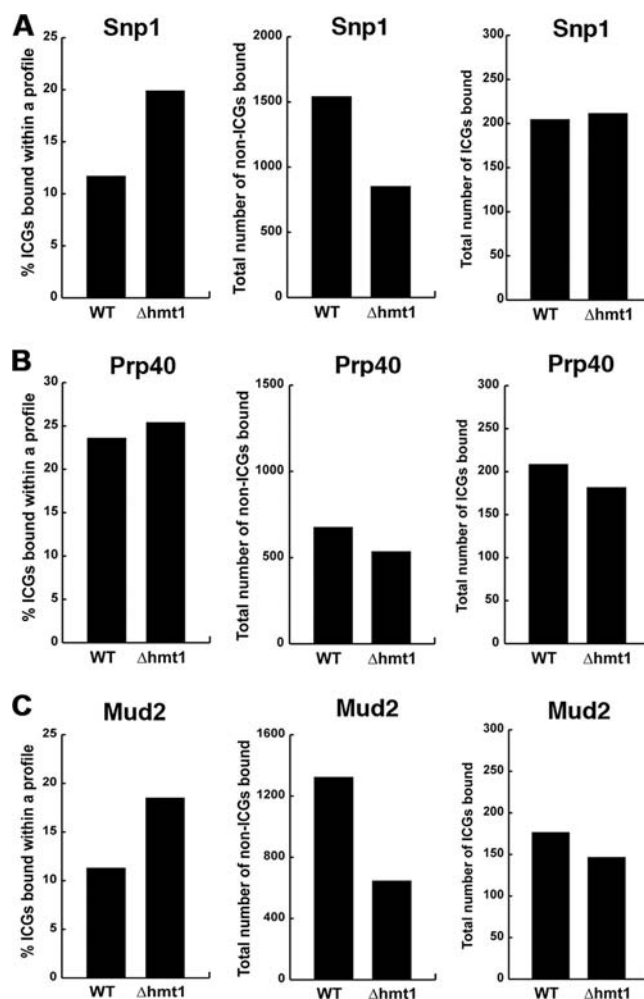 A
Snp1
% ICGs bound within a profile
25
20
15
10
5
0
WT Δhmt1
Snp1
Total number of non-ICGs bound
2000
1500
1000
500
0
WT Δhmt1
Snp1
Total number of ICGs bound
300
250
200
150
100
50
0
WT Δhmt1
B
Prp40
% ICGs bound within a profile
30
25
20
15
10
5
0
WT Δhmt1
Prp40
Total number of non-ICGs bound
1500
1000
500
0
WT Δhmt1
Prp40
Total number of ICGs bound
300
250
200
150
100
50
0
WT Δhmt1
C
Mud2
% ICGs bound within a profile
25
20
15
10
5
0
WT Δhmt1
Mud2
Total number of non-ICGs bound
1600
1200
800
400
0
WT Δhmt1
Mud2
Total number of ICGs bound
300
250
200
150
100
50
0
WT Δhmt1